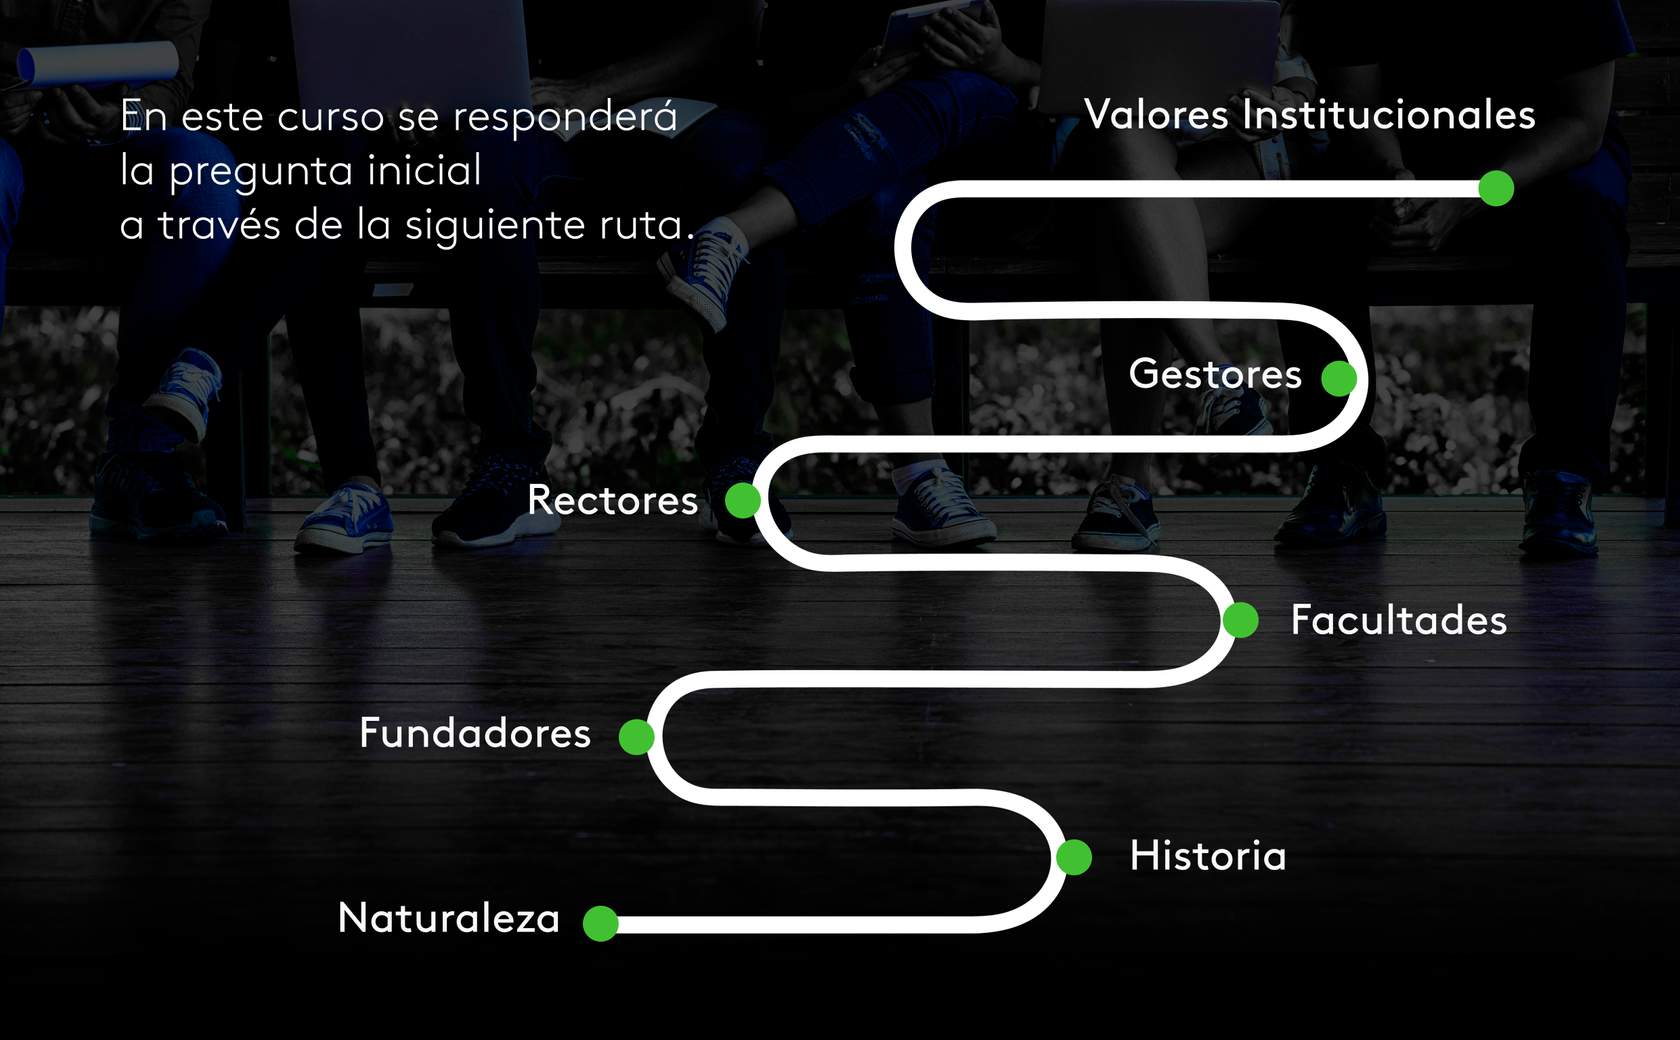 En este curso se responderá
la pregunta inicial
a través de la siguiente ruta.
Valores Institucionales
Gestores
Rectores
Facultades
Fundadores
Historia
Naturaleza